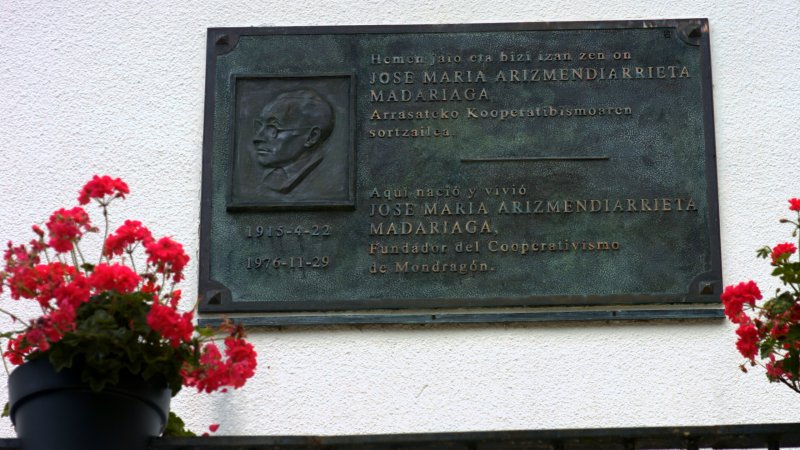 Hemen jaio eta bizi izan zen on
JOSE MARIA ARIZMENDIARRIETA
MADARIAGA,
Arrasateko Kooperatibismoaren
sortzailea.
Aquí nació y vivió
JOSE MARIA ARIZMENDIARRIETA
MADARIAGA,
Fundador del Cooperativismo
de Mondragón.
1915-4-22
1976-11-29